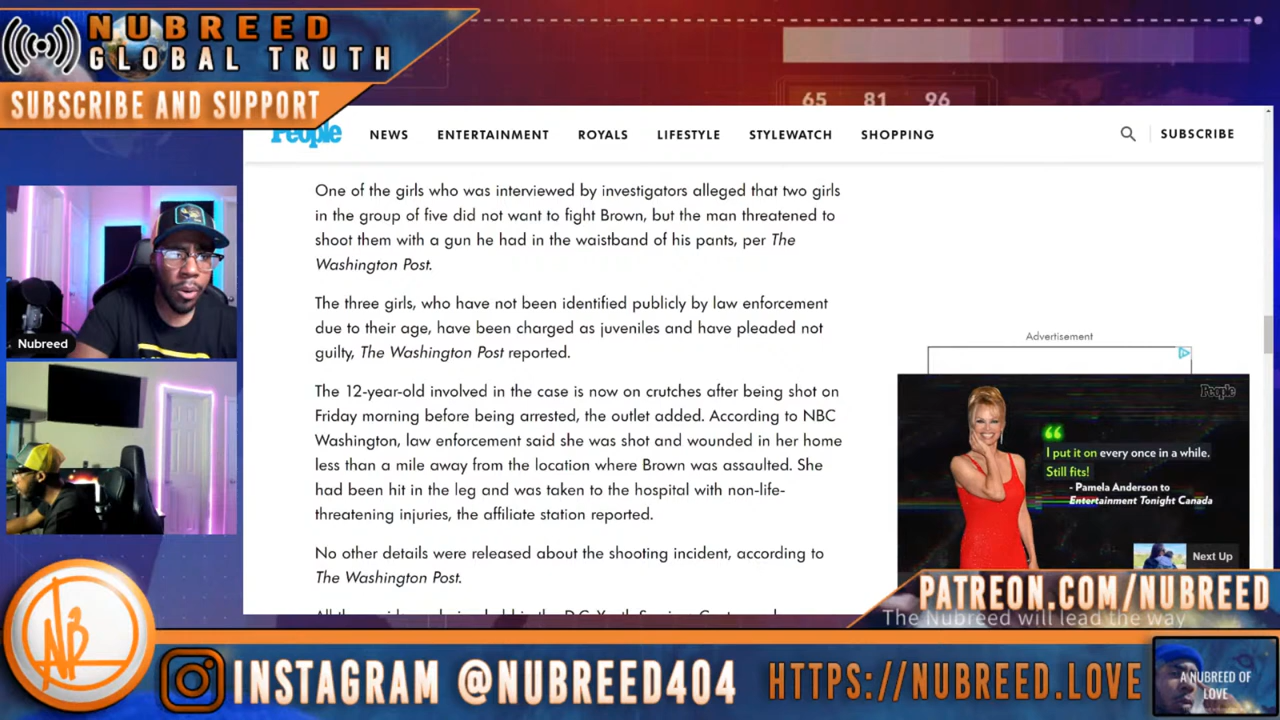 NUBREED
GLOBAL TRUTH
SUBSCRIBE AND SUPPORT
65 81 96
People
NEWS ENTERTAINMENT ROYALS LIFESTYLE STYLEWATCH SHOPPING SUBSCRIBE
One of the girls who was interviewed by investigators alleged that two girls
in the group of five did not want to fight Brown, but the man threatened to
shoot them with a gun he had in the waistband of his pants, per The
Washington Post.
The three girls, who have not been identified publicly by law enforcement
due to their age, have been charged as juveniles and have pleaded not
guilty, The Washington Post reported.
The 12-year-old involved in the case is now on crutches after being shot on
Friday morning before being arrested, the outlet added. According to NBC
Washington, law enforcement said she was shot and wounded in her home
less than a mile away from the location where Brown was assaulted. She
had been hit in the leg and was taken to the hospital with non-life-
threatening injuries, the affiliate station reported.
No other details were released about the shooting incident, according to
The Washington Post.
Advertisement
People
I put it on every once in a while.
Still fits!
- Pamela Anderson to
Entertainment Tonight Canada
Next Up
Nubreed
PATREON.COM/NUBREED
The Nubreed will lead the way
NB
INSTAGRAM @NUBREED404
HTTPS://NUBREED.LOVE
A NUBREED OF
LOVE